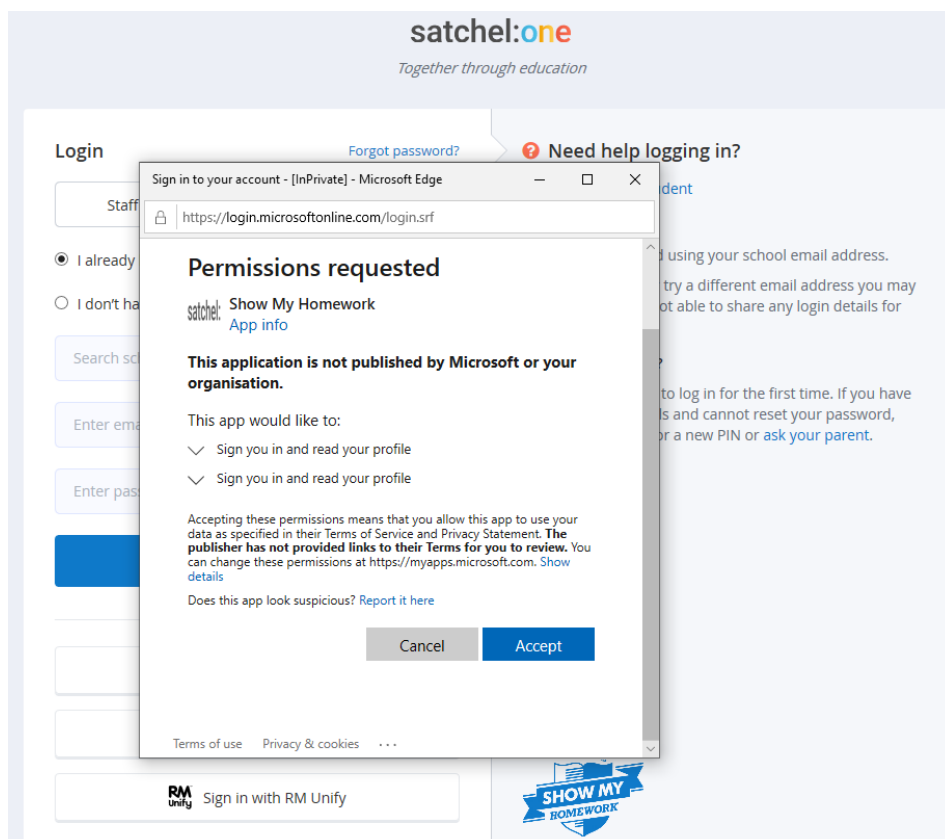 satchel:one
Together through education
Login
Forgot password?
Need help logging in?
Staff
I already
I don't ha
Search sc
Enter ema
Enter pas
Sign in to your account - [InPrivate] - Microsoft Edge
https://login.microsoftonline.com/login.srf
Permissions requested
satchel:
Show My Homework
App info
This application is not published by Microsoft or your
organisation.
This app would like to:
Sign you in and read your profile
Sign you in and read your profile
Accepting these permissions means that you allow this app to use your
data as specified in their Terms of Service and Privacy Statement. The
publisher has not provided links to their Terms for you to review. You
can change these permissions at https://myapps.microsoft.com. Show
details
Does this app look suspicious? Report it here
Cancel
Accept
Terms of use
Privacy & cookies
dent
using your school email address.
try a different email address you may
ot able to share any login details for
?
to log in for the first time. If you have
ls and cannot reset your password,
or a new PIN or ask your parent.
RM
Unify
Sign in with RM Unify
SHOW MY
HOMEWORK